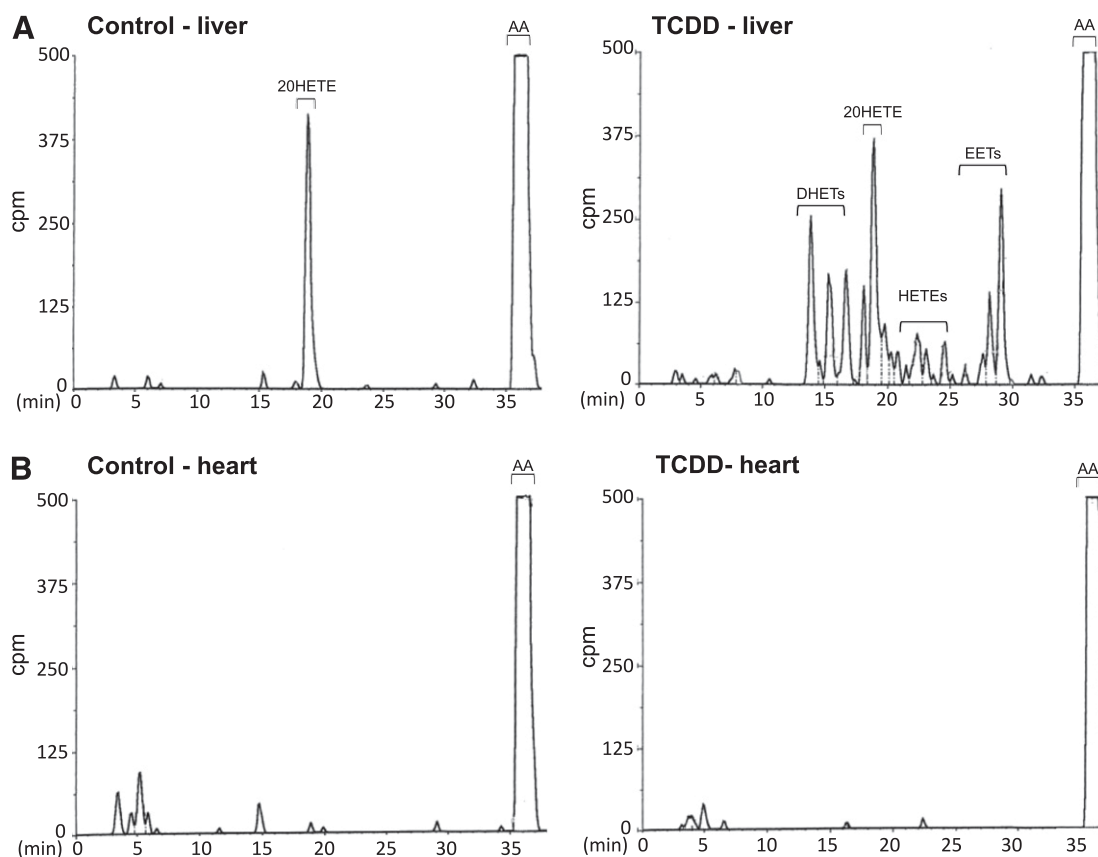 A Control - liver
AA
500
375
250
125
0
cpm
20HETE
(min) 0 5 10 15 20 25 30 35
TCDD - liver
AA
500
375
250
125
0
cpm
DHETs
20HETE
HETEs
EETs
(min) 0 5 10 15 20 25 30 35
B Control - heart
AA
500
375
250
125
0
cpm
(min) 0 5 10 15 20 25 30 35
TCDD- heart
AA
500
375
250
125
0
cpm
(min) 0 5 10 15 20 25 30 35